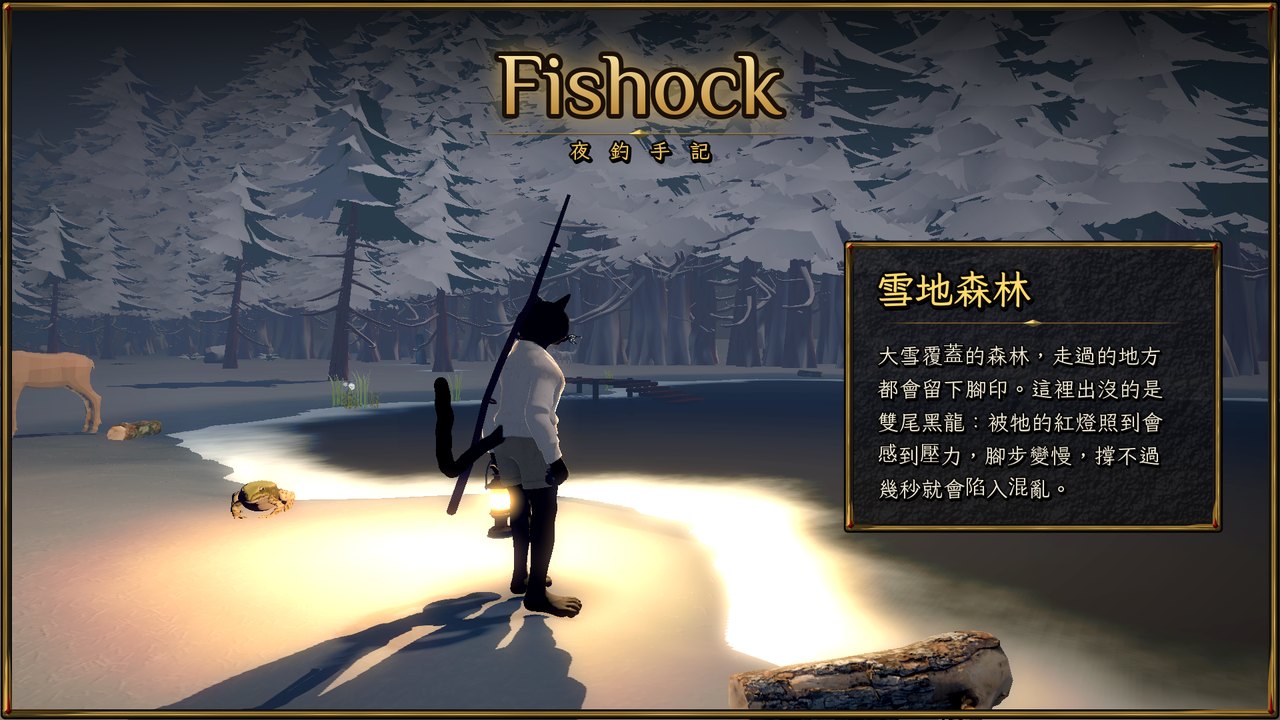 Fishock
夜釣手記
雪地森林
大雪覆蓋的森林，走過的地方
都會留下腳印。這裡出沒的是
雙尾黑龍：被牠的紅燈照到會
感到壓力，腳步變慢，撐不過
幾秒就會陷入混亂。